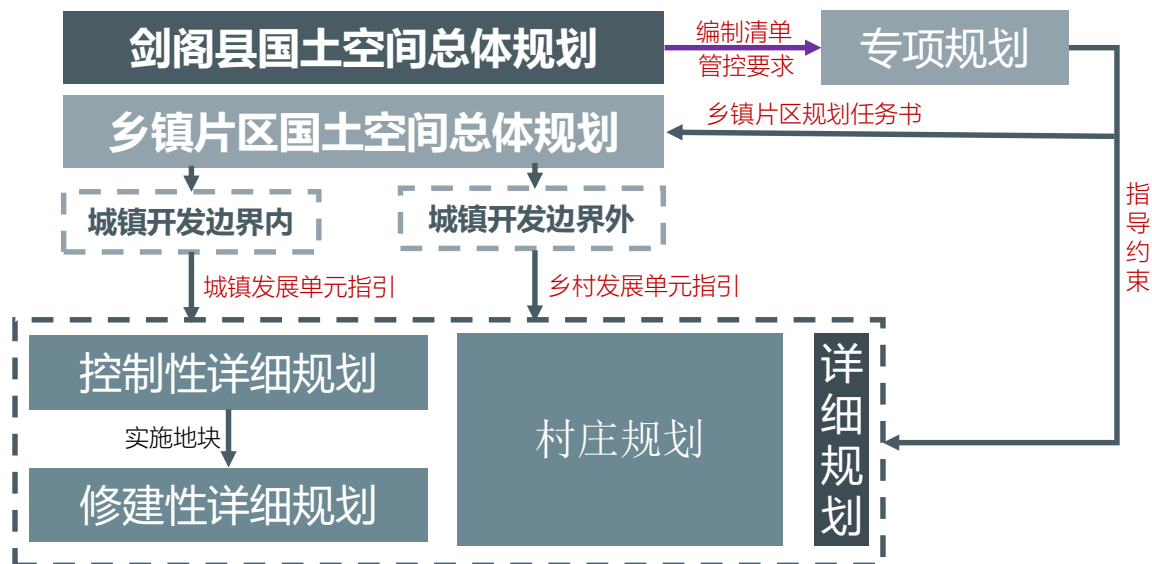 剑阁县国土空间总体规划
编制清单
管控要求
专项规划
乡镇片区国土空间总体规划
乡镇片区规划任务书
指导约束
城镇开发边界内
城镇开发边界外
城镇发展单元指引
乡村发展单元指引
控制性详细规划
实施地块
修建性详细规划
村庄规划
详细规划